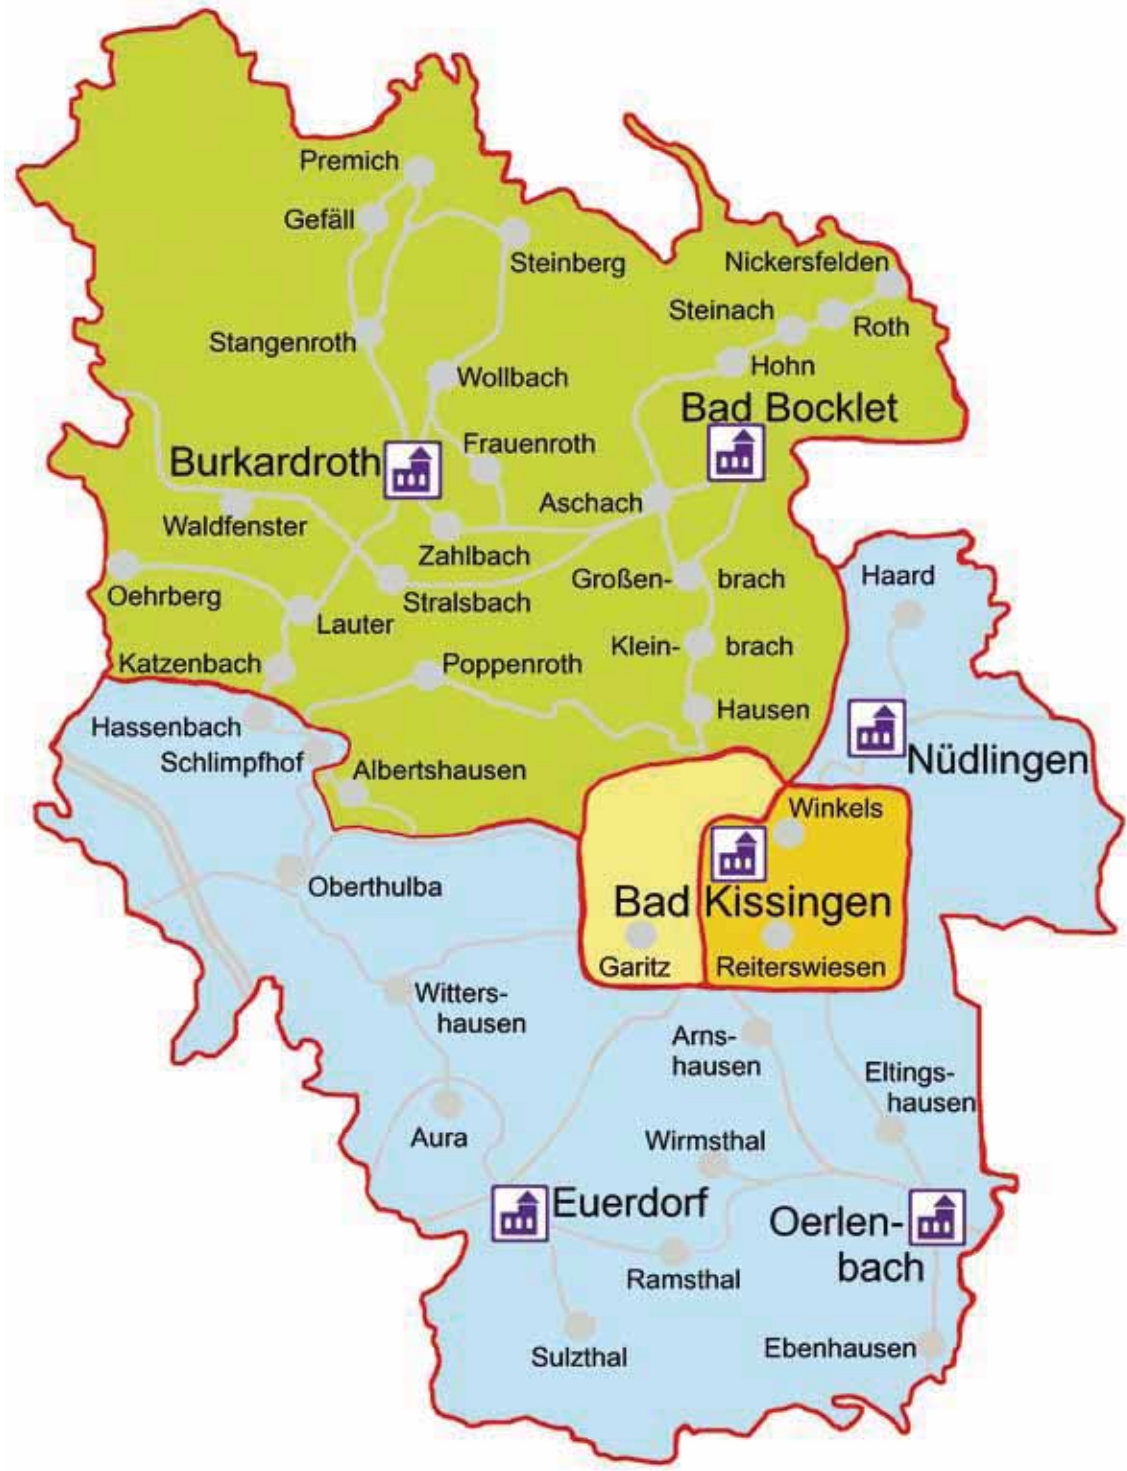 Premich
Gefäll
Steinberg
Nickersfelden
Steinach
Roth
Stangenroth
Hohn
Wollbach
Bad Bocklet
Frauenroth
Burkardroth
Aschach
Waldfenster
Zahlbach
Haard
Großen- brach
Oehrberg
Stralsbach
Lauter
Klein- brach
Katzenbach
Poppenroth
Hausen
Hassenbach
Schlimpfhof
Nüdlingen
Albertshausen
Winkels
Oberthulba
Bad Kissingen
Garitz
Reiterswiesen
Witters-
hausen
Arns-
hausen
Eltings-
hausen
Aura
Wirmsthal
Euerdorf
Oerlen-
bach
Ramsthal
Ebenhausen
Sulzthal